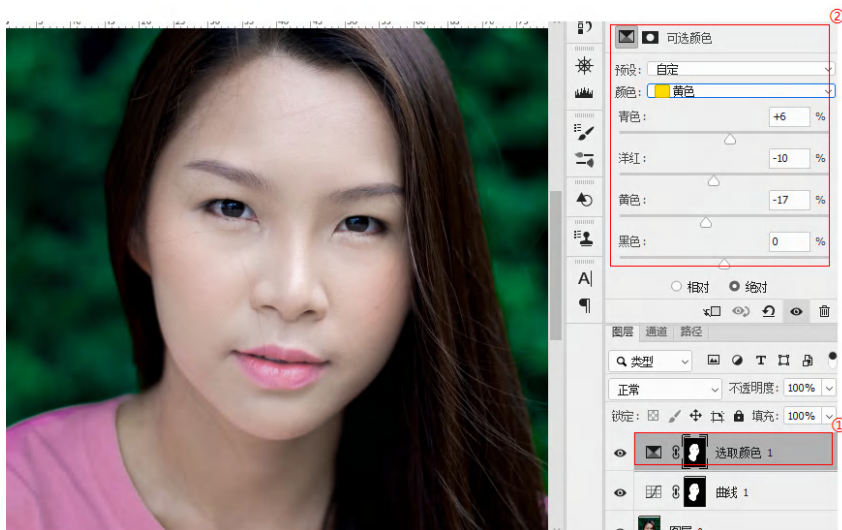 ②
可选颜色
预设: 自定
颜色: 黄色
青色: +6 %
洋红: -10 %
黄色: -17 %
黑色: 0 %
相对 绝对
A|
图层 通道 路径
类型
T
正常 不透明度: 100%
锁定: 填充: 100%
①
选取颜色 1
曲线 1